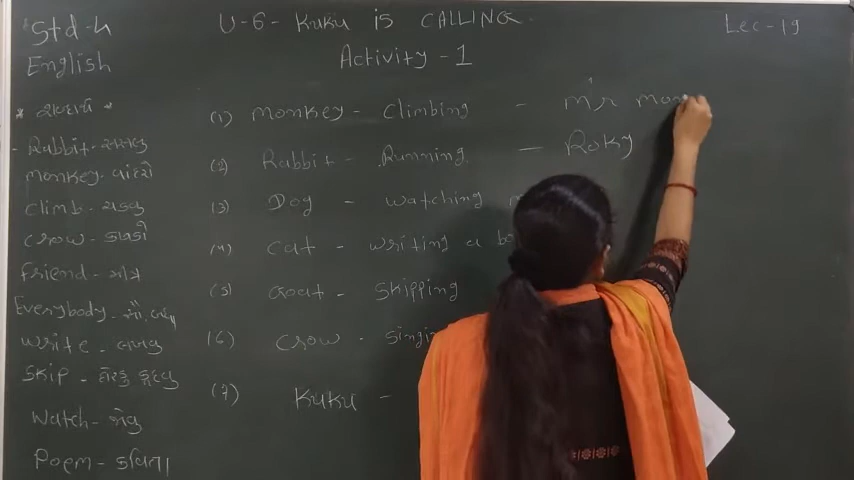 Std-4
English
U-6- Kuku is CALLING.
Lec-19
Activity - 1
* શબ્દાર્થ *
- Rabbit - સસલું
monkey - વાંદરો
climb - ચડવું
crow - કાગડો
friend - મિત્ર
Everybody - સૌ, બધા
write - લખવું
skip - દોરડું કૂદવું
watch - જોવું
Poem - કવિતા
(1) monkey - climbing - mr mon
(2) Rabbit - Running - Roky
(3) Dog - watching
(4) cat - writing a
(5) Goat - skipping
(6) crow - singin
(7) Kuku -